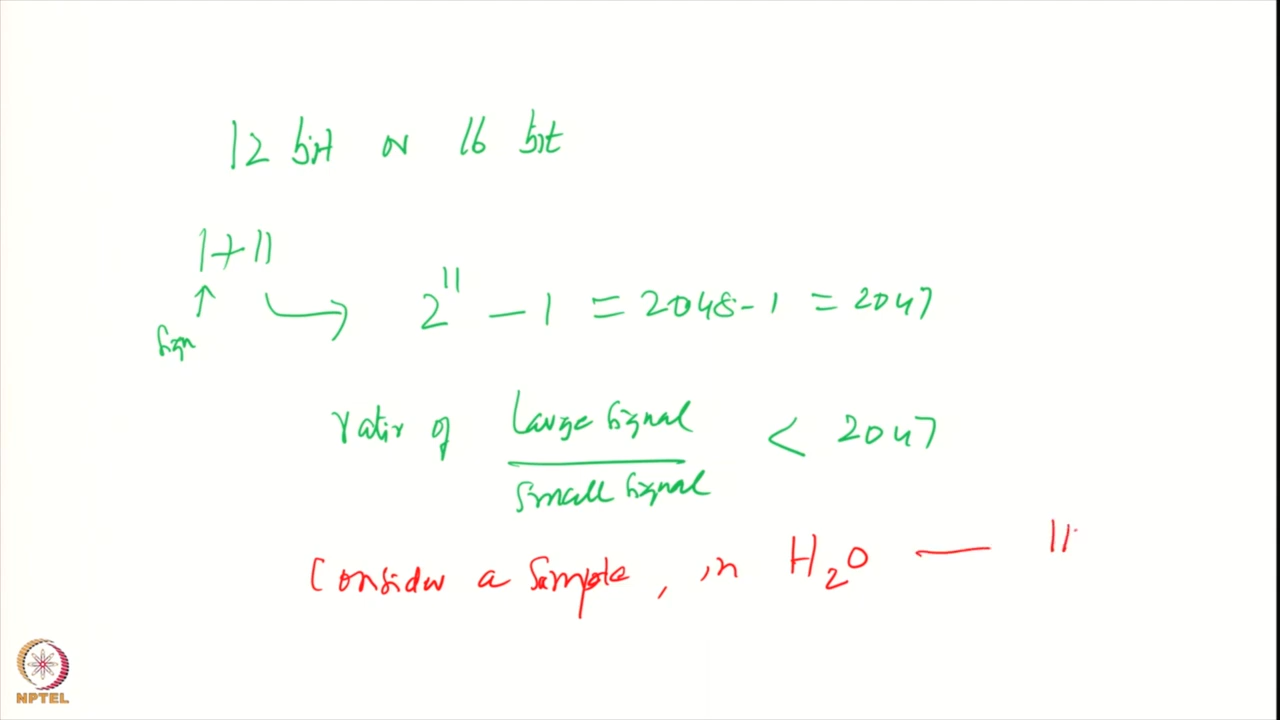 12 bit or 16 bit
1+11
2^11 - 1 = 2048 - 1 = 2047
Sign
ratio of Large Signal / Small Signal < 2047
Consider a Sample, in H2O — 11
NPTEL